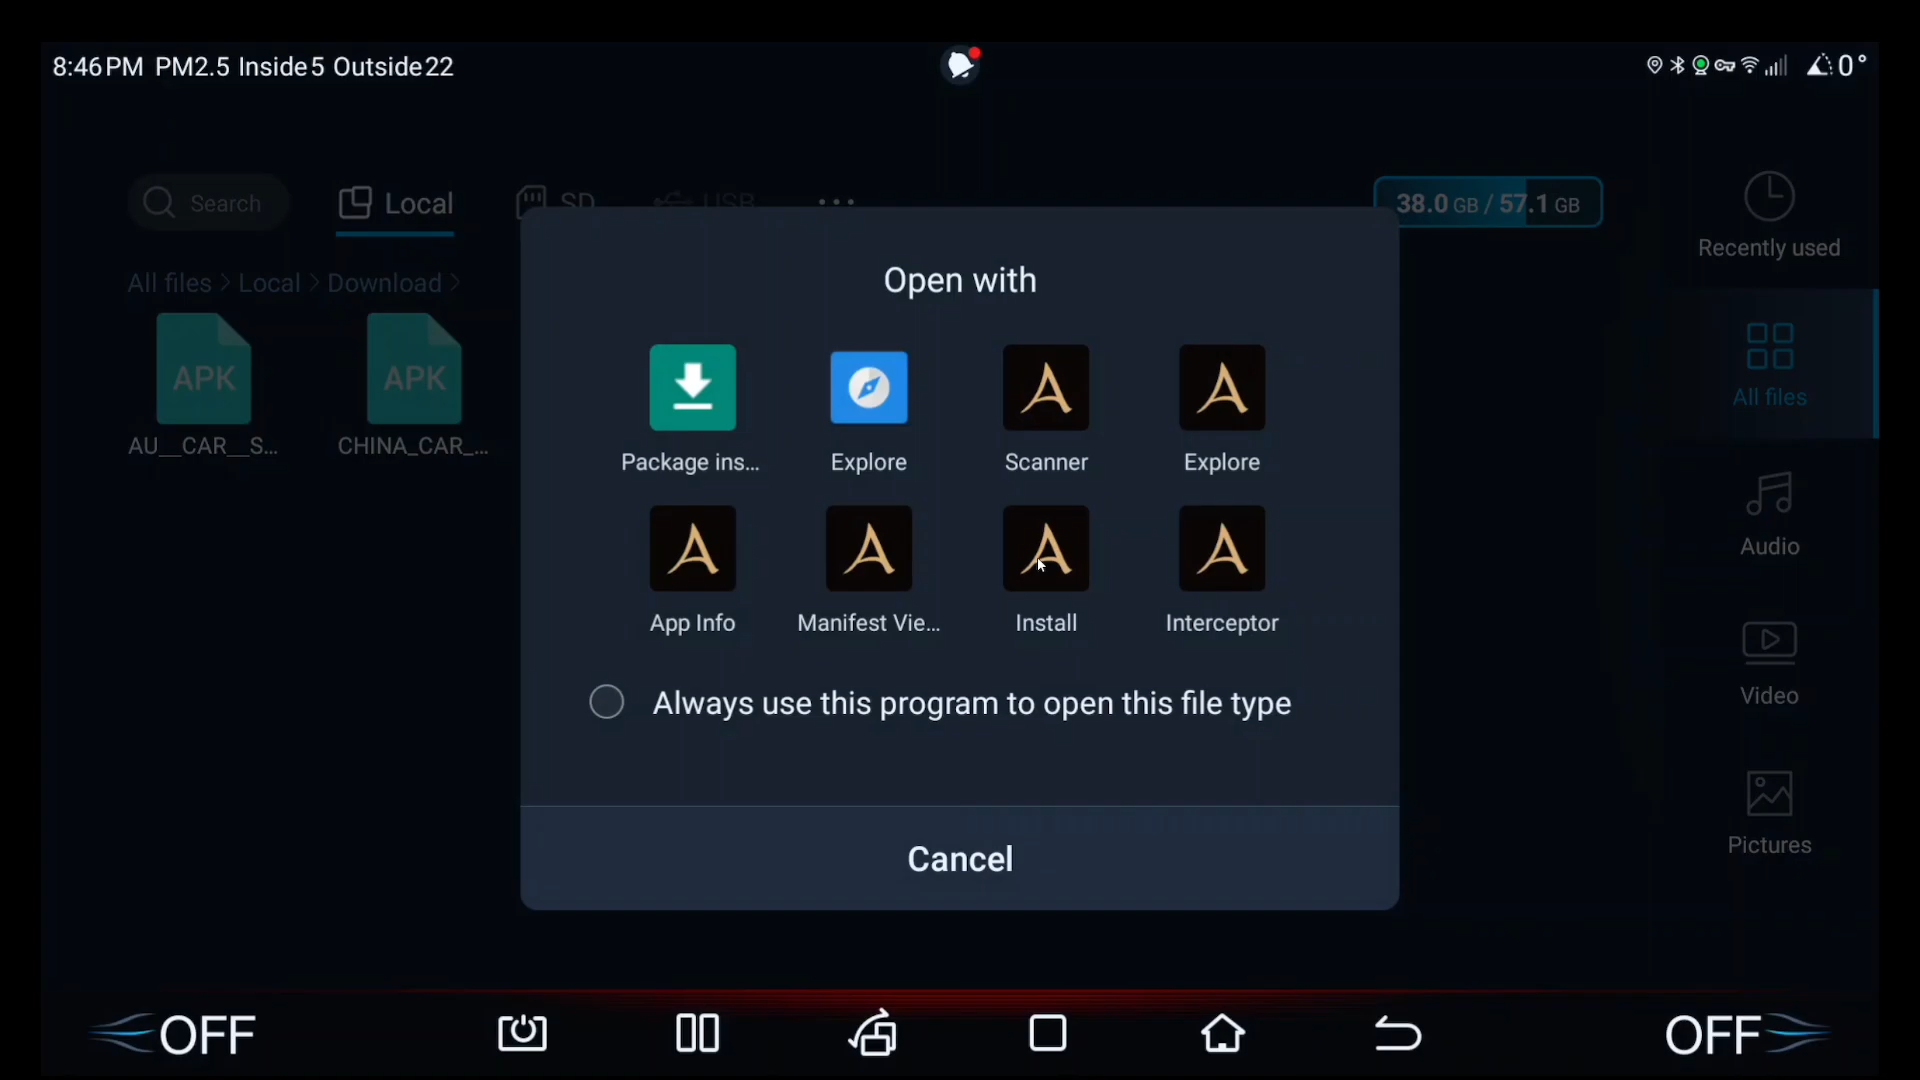 8:46PM PM2.5 Inside 5 Outside 22
0°
Search
Local
SD
USB
38.0 GB / 57.1 GB
Recently used
All files > Local > Download >
Open with
APK
APK
AU__CAR__S...
CHINA_CAR_...
Package ins...
Explore
Scanner
Explore
All files
App Info
Manifest Vie...
Install
Interceptor
Audio
Always use this program to open this file type
Video
Cancel
Pictures
OFF
OFF